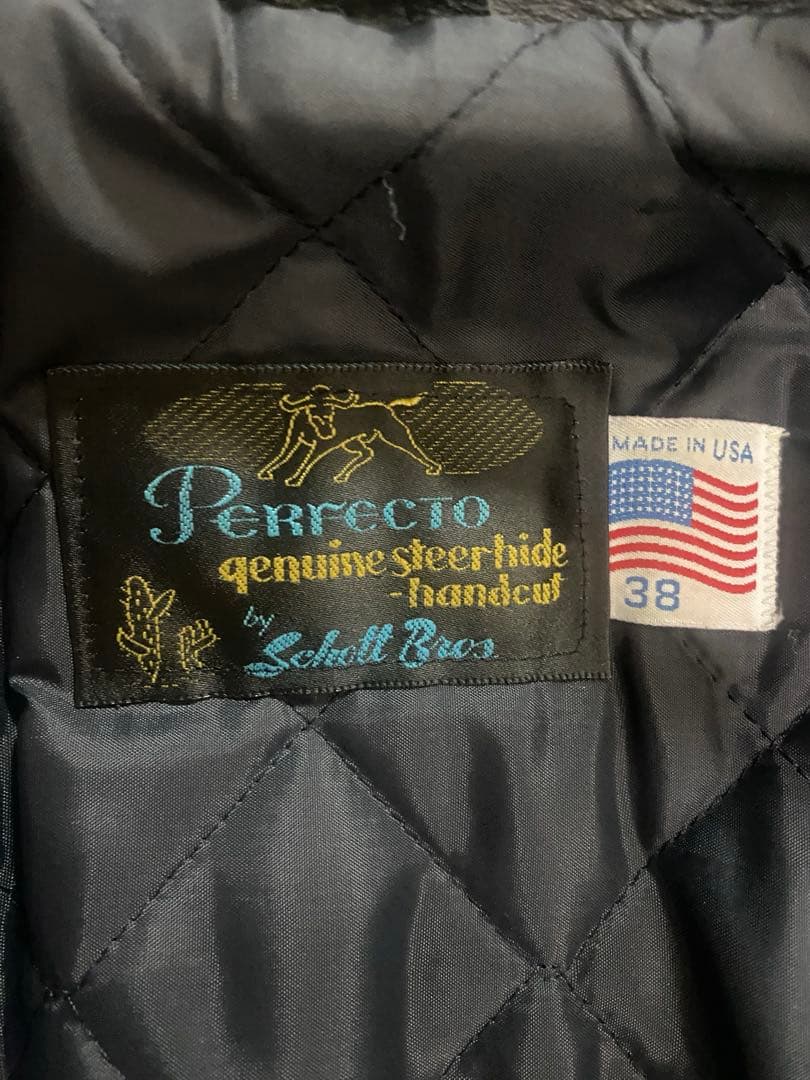 PERFECTO
genuine steerhide
-handcut
by
Schott Bros
MADE IN USA
38